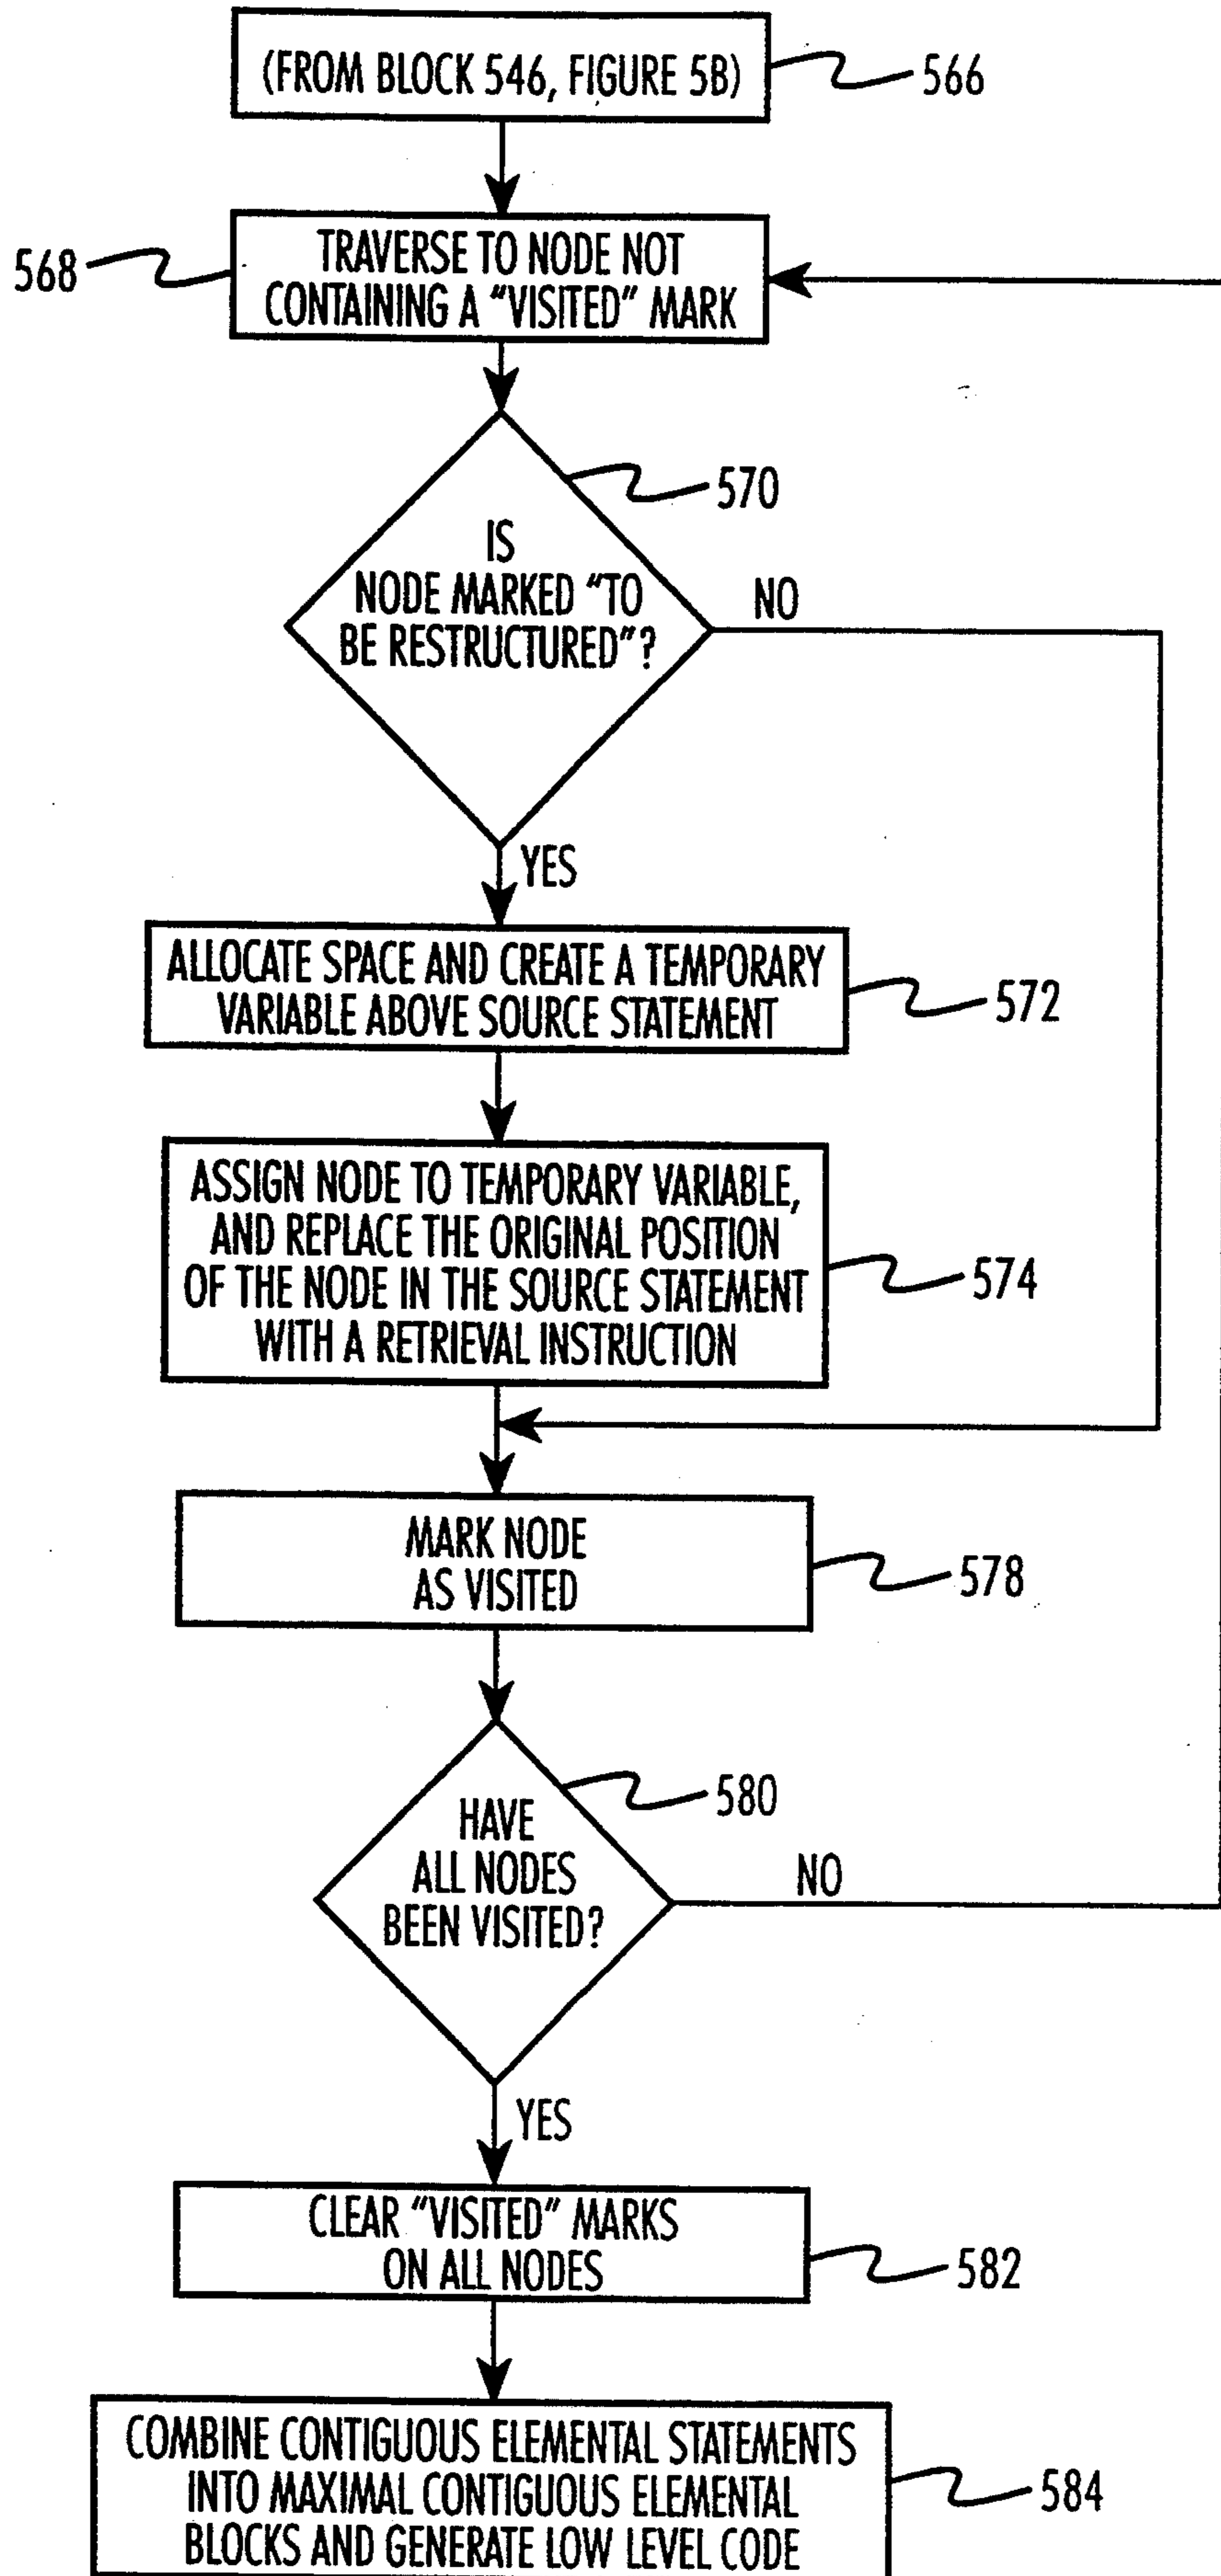 (FROM BLOCK 546, FIGURE 5B)
566
568
TRAVERSE TO NODE NOT
CONTAINING A "VISITED" MARK
570
IS
NODE MARKED "TO
BE RESTRUCTURED"?
NO
YES
ALLOCATE SPACE AND CREATE A TEMPORARY
VARIABLE ABOVE SOURCE STATEMENT
572
ASSIGN NODE TO TEMPORARY VARIABLE,
AND REPLACE THE ORIGINAL POSITION
OF THE NODE IN THE SOURCE STATEMENT
WITH A RETRIEVAL INSTRUCTION
574
MARK NODE
AS VISITED
578
580
HAVE
ALL NODES
BEEN VISITED?
NO
YES
CLEAR "VISITED" MARKS
ON ALL NODES
582
COMBINE CONTIGUOUS ELEMENTAL STATEMENTS
INTO MAXIMAL CONTIGUOUS ELEMENTAL
BLOCKS AND GENERATE LOW LEVEL CODE
584